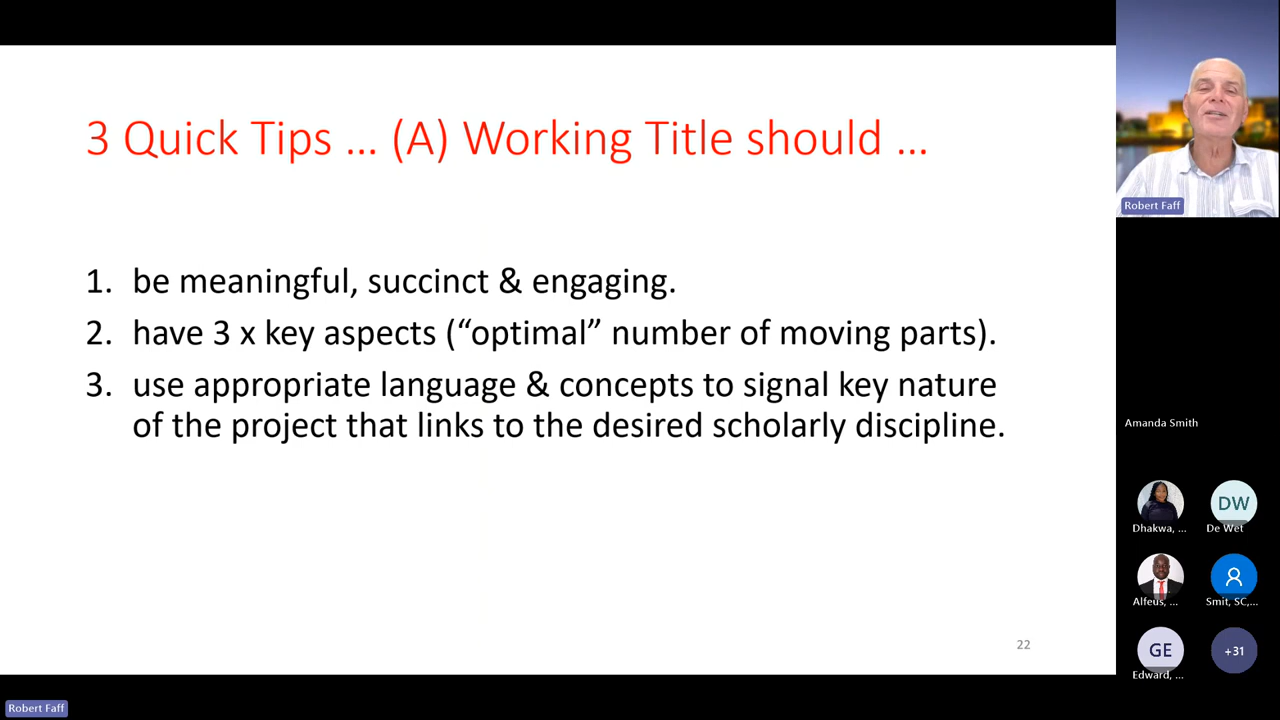 3 Quick Tips ... (A) Working Title should ...
1. be meaningful, succinct & engaging.
2. have 3 x key aspects (“optimal” number of moving parts).
3. use appropriate language & concepts to signal key nature
of the project that links to the desired scholarly discipline.
22
Robert Faff
Amanda Smith
Dhakwa, ...
DW
De Wet
Alfeus, ...
Smit, SC,...
GE
Edward, ...
+31
Robert Faff